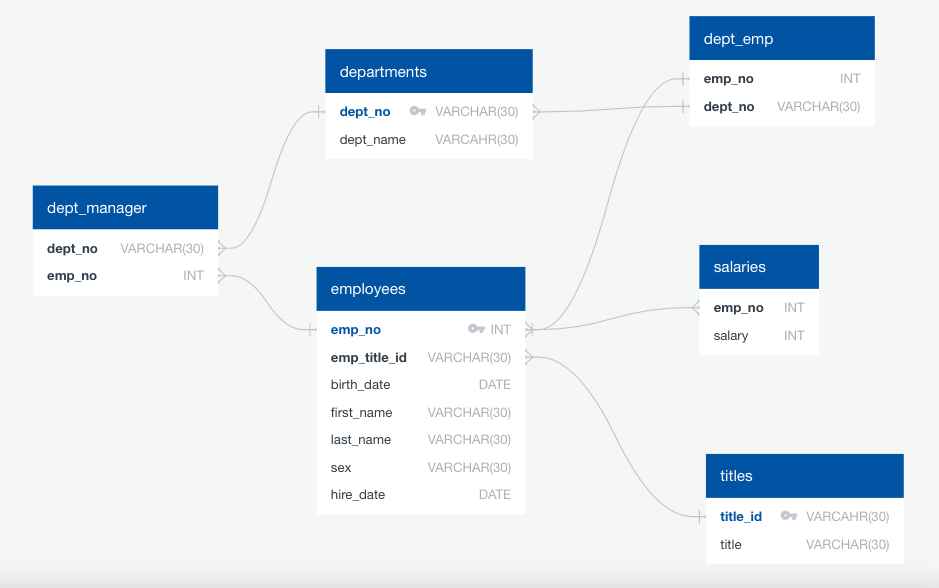 dept_emp
emp_no INT
dept_no VARCHAR(30)
departments
dept_no VARCHAR(30)
dept_name VARCAHR(30)
dept_manager
dept_no VARCHAR(30)
emp_no INT
employees
emp_no INT
emp_title_id VARCHAR(30)
birth_date DATE
first_name VARCHAR(30)
last_name VARCHAR(30)
sex VARCHAR(30)
hire_date DATE
salaries
emp_no INT
salary INT
titles
title_id VARCAHR(30)
title VARCHAR(30)